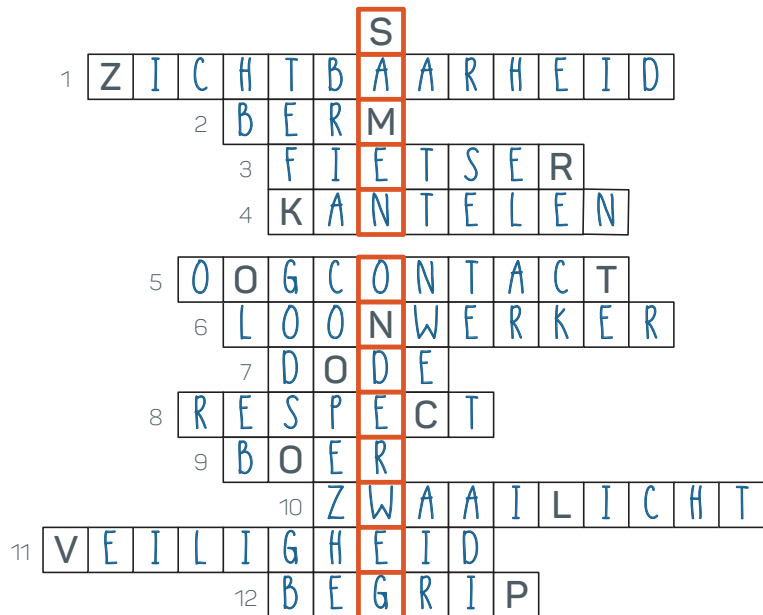 S
1 ZICHTBAARHEID
2 BERM
3 FIETSER
4 KANTELEN
5 OOGCONTACT
6 LOONWERKER
7 DODE
8 RESPECT
9 BOER
10 ZWAAILICHT
11 VEILIGHEID
12 BEGRIP